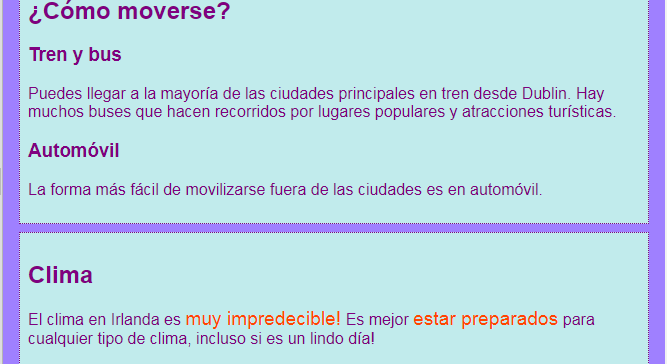 ¿Cómo moverse?
Tren y bus
Puedes llegar a la mayoría de las ciudades principales en tren desde Dublin. Hay
muchos buses que hacen recorridos por lugares populares y atracciones turísticas.
Automóvil
La forma más fácil de movilizarse fuera de las ciudades es en automóvil.
Clima
El clima en Irlanda es muy impredecible! Es mejor estar preparados para
cualquier tipo de clima, incluso si es un lindo día!